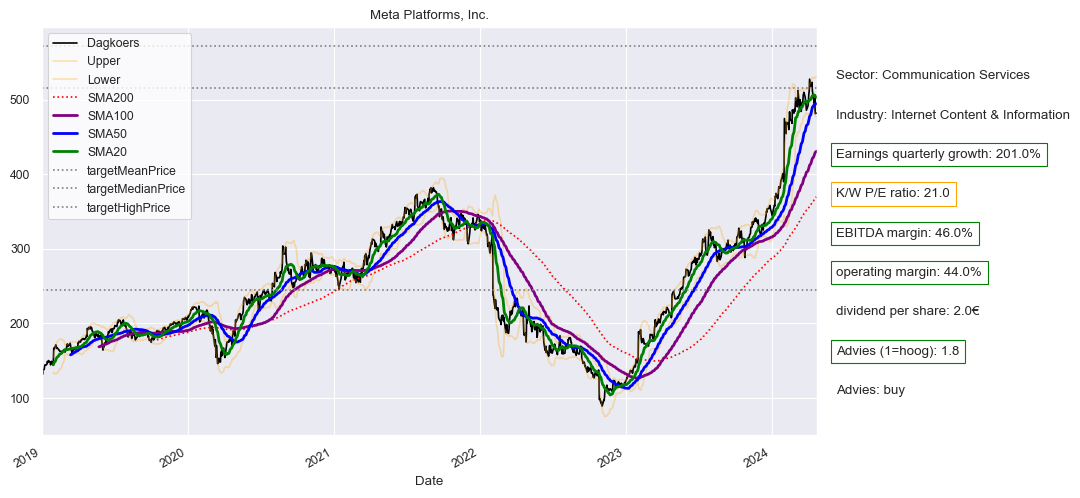 Meta Platforms, Inc.
Dagkoers
Upper
Lower
SMA200
SMA100
SMA50
SMA20
targetMeanPrice
targetMedianPrice
targetHighPrice
500
400
300
200
100
2019
2020
2021
2022
2023
2024
Date
Sector: Communication Services
Industry: Internet Content & Information
Earnings quarterly growth: 201.0%
K/W P/E ratio: 21.0
EBITDA margin: 46.0%
operating margin: 44.0%
dividend per share: 2.0€
Advies (1=hoog): 1.8
Advies: buy